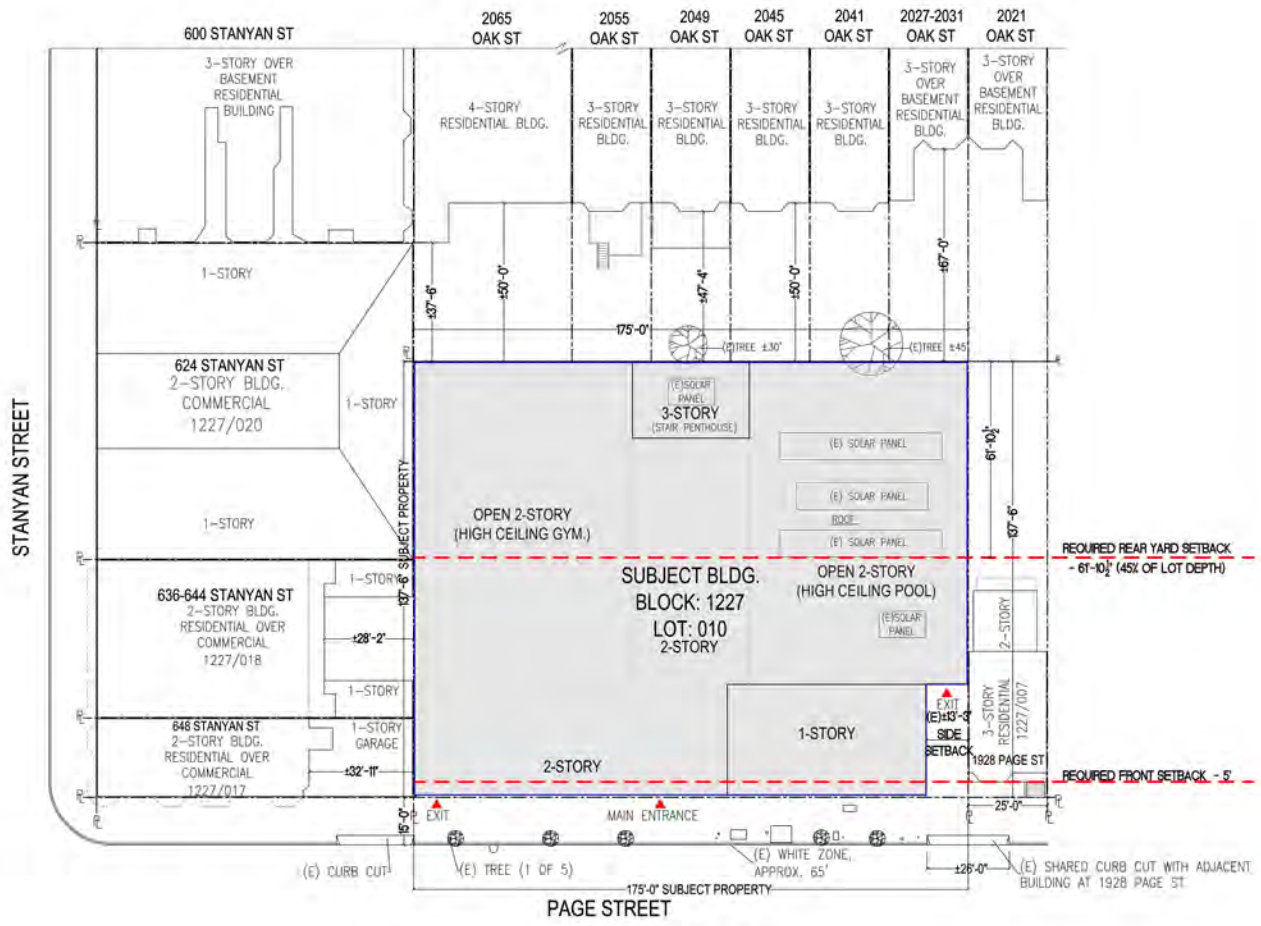 600 STANYAN ST
2065
OAK ST
2055
OAK ST
2049
OAK ST
2045
OAK ST
2041
OAK ST
2027-2031
OAK ST
2021
OAK ST
3-STORY OVER
BASEMENT
RESIDENTIAL
BUILDING
4-STORY
RESIDENTIAL BLDG.
3-STORY
RESIDENTIAL
BLDG.
3-STORY
RESIDENTIAL
BLDG.
3-STORY
RESIDENTIAL
BLDG.
3-STORY
RESIDENTIAL
BLDG.
3-STORY
OVER
BASEMENT
RESIDENTIAL
BLDG.
3-STORY
OVER
BASEMENT
RESIDENTIAL
BLDG.
±37'-6"
±50'-0"
±47'-4"
±50'-0"
±67'-0"
175'-0"
(E)TREE ±30'
(E)TREE ±45'
1-STORY
624 STANYAN ST
2-STORY BLDG.
COMMERCIAL
1227/020
1-STORY
1-STORY
STANYAN STREET
137'-6" SUBJECT PROPERTY
(E)SOLAR
PANEL
3-STORY
(STAIR PENTHOUSE)
(E) SOLAR PANEL
(E) SOLAR PANEL
ROOF
(E) SOLAR PANEL
OPEN 2-STORY
(HIGH CEILING GYM.)
61'-10½"
137'-6"
REQUIRED REAR YARD SETBACK
- 61'-10½" (45% OF LOT DEPTH)
SUBJECT BLDG.
BLOCK: 1227
LOT: 010
2-STORY
OPEN 2-STORY
(HIGH CEILING POOL)
(E)SOLAR
PANEL
1-STORY
636-644 STANYAN ST
2-STORY BLDG.
RESIDENTIAL OVER
COMMERCIAL
1227/018
±28'-2"
1-STORY
2-STORY
3-STORY
RESIDENTIAL
1227/007
1928 PAGE ST
EXIT
(E)±13'-3"
SIDE
SETBACK
1-STORY
648 STANYAN ST
2-STORY BLDG.
RESIDENTIAL OVER
COMMERCIAL
1227/017
1-STORY
GARAGE
±32'-11"
2-STORY
REQUIRED FRONT SETBACK - 5'
25'-0"
15'-0"
EXIT
MAIN ENTRANCE
(E) CURB CUT
(E) TREE (1 OF 5)
(E) WHITE ZONE,
APPROX. 65'
±26'-0"
(E) SHARED CURB CUT WITH ADJACENT
BUILDING AT 1928 PAGE ST.
175'-0" SUBJECT PROPERTY
PAGE STREET